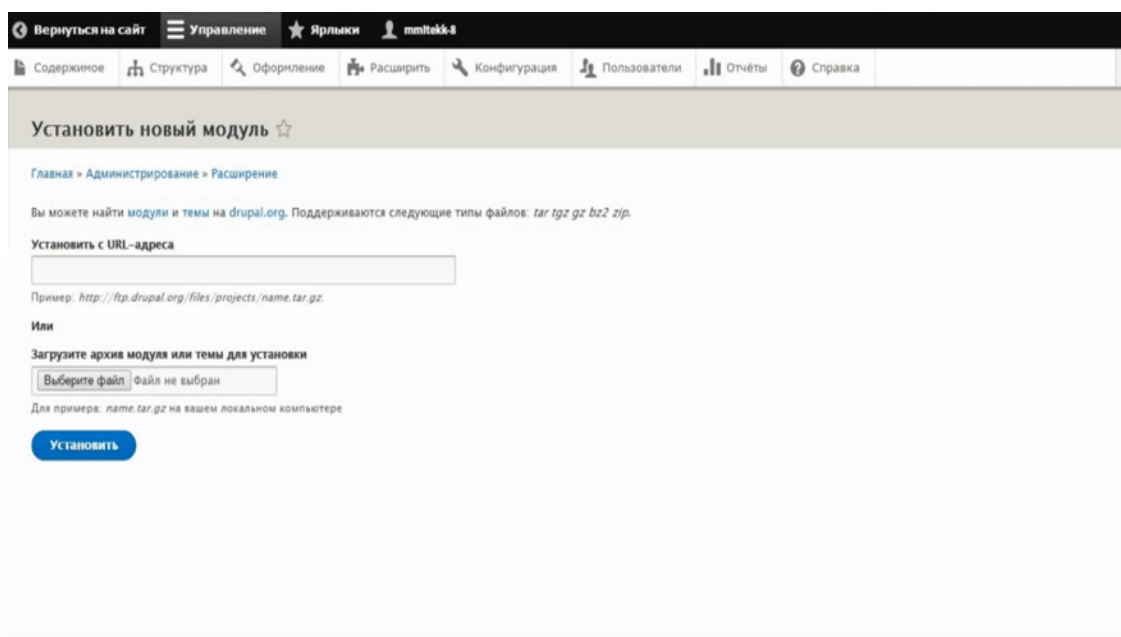 Вернуться на сайт Управление Ярлыки mmltekk-8
Содержимое Структура Оформление Расширить Конфигурация Пользователи Отчёты Справка
Установить новый модуль
Главная » Администрирование » Расширение
Вы можете найти модули и темы на drupal.org. Поддерживаются следующие типы файлов: tar tgz gz bz2 zip.
Установить с URL-адреса
Пример: http://ftp.drupal.org/files/projects/name.tar.gz.
Или
Загрузите архив модуля или темы для установки
Выберите файл Файл не выбран
Для примера: name.tar.gz на вашем локальном компьютере
Установить